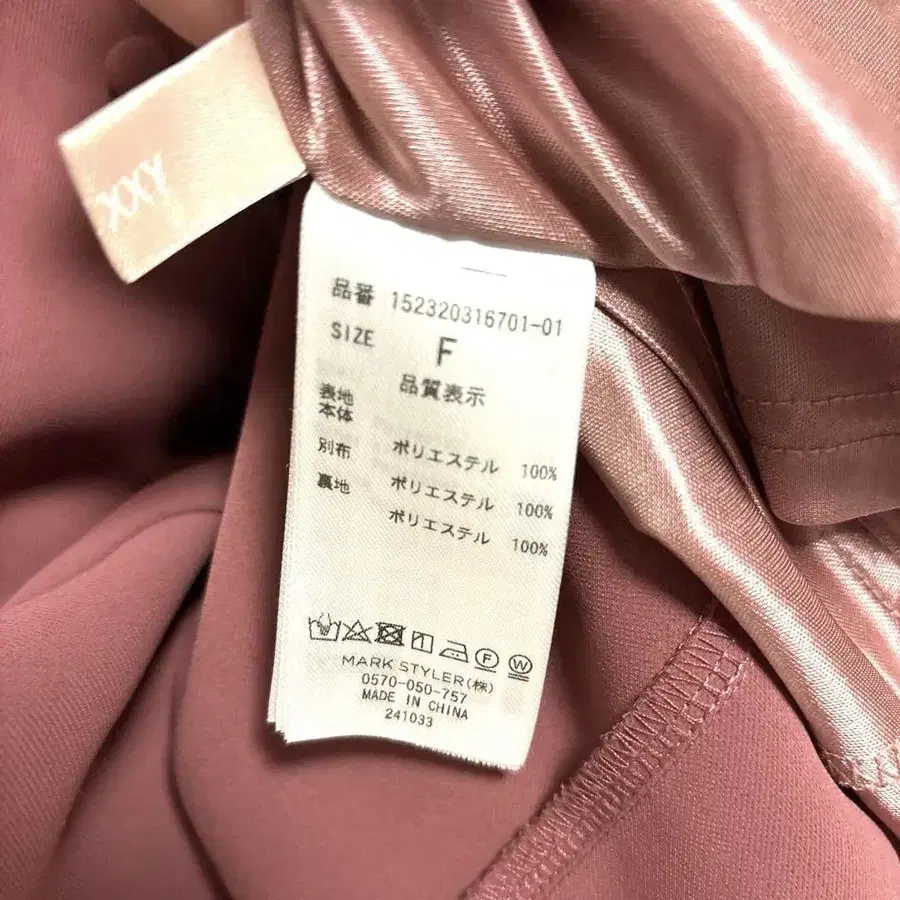 品番 152320316701-01
SIZE F
品質表示
表地
本体 ポリエステル 100%
別布 ポリエステル 100%
裏地 ポリエステル 100%
MARK STYLER(株)
0570-050-757
MADE IN CHINA
241033